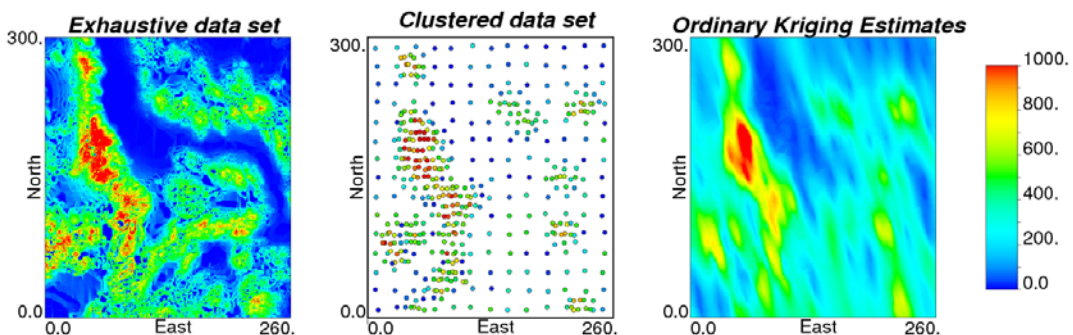 Exhaustive data set
300.
North
0.0
0.0
East
260.
Clustered data set
300.
North
0.0
0.0
East
260.
Ordinary Kriging Estimates
300.
North
0.0
0.0
East
260.
1000.
800.
600.
400.
200.
0.0